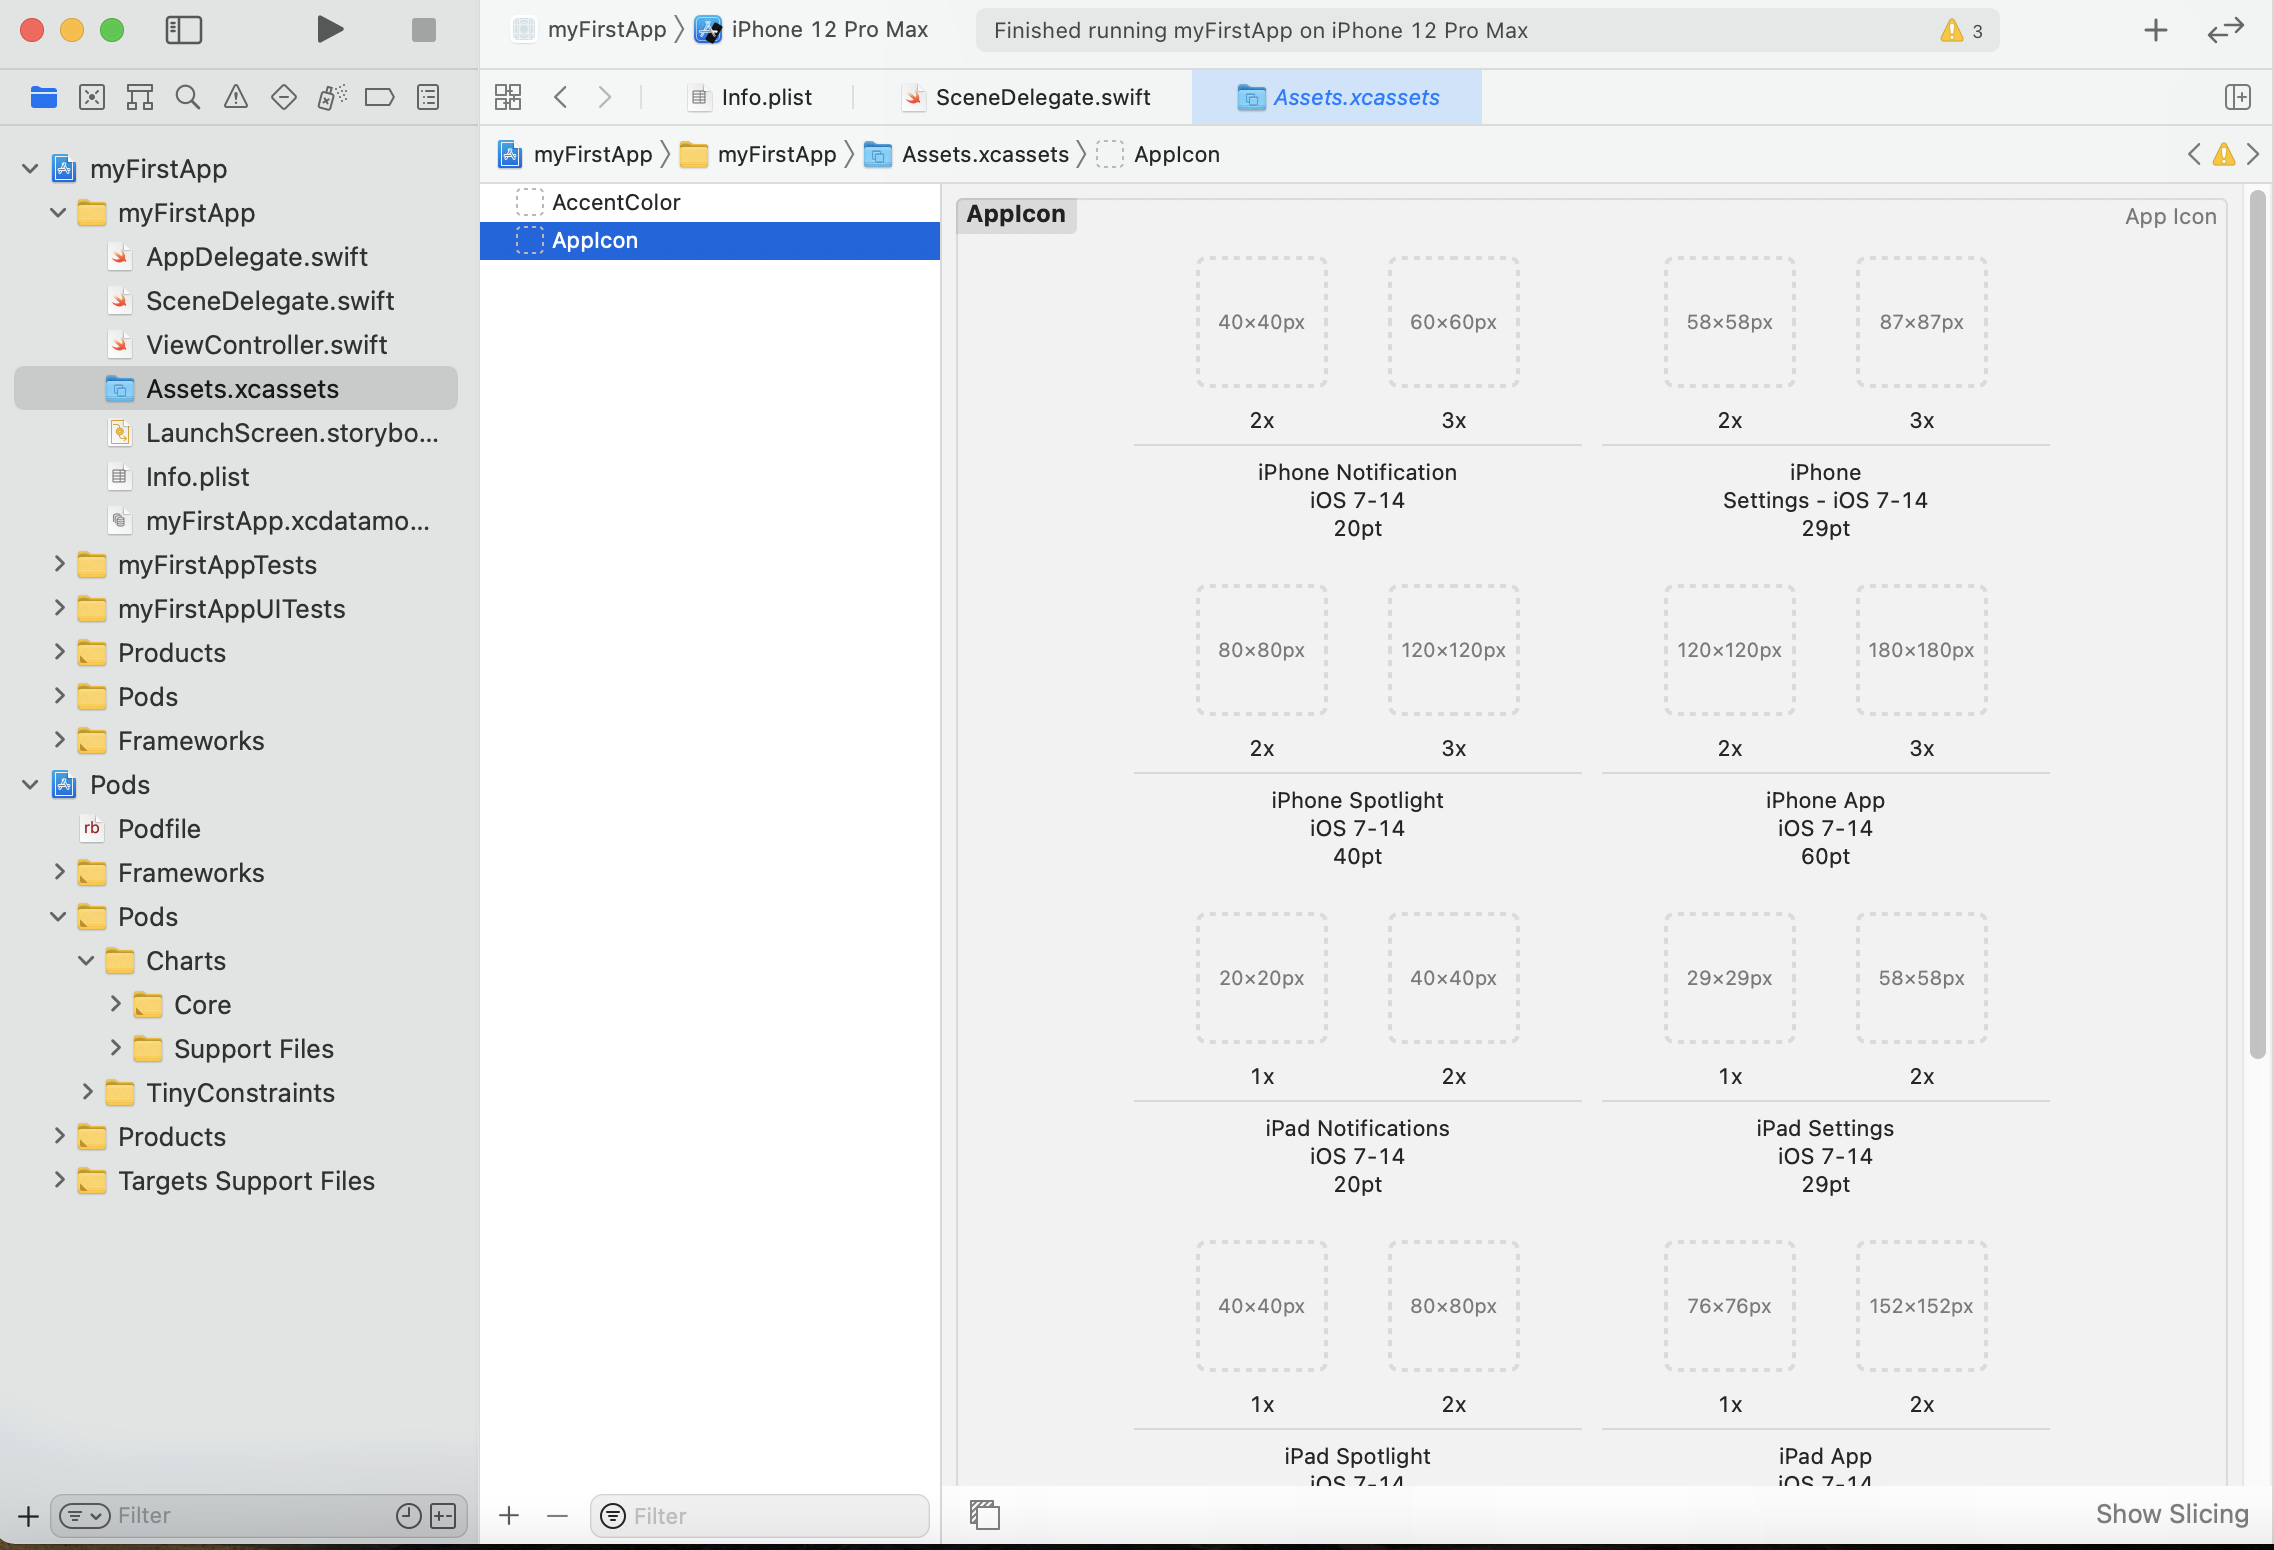 myFirstApp
iPhone 12 Pro Max
Finished running myFirstApp on iPhone 12 Pro Max
3
Info.plist
SceneDelegate.swift
Assets.xcassets
myFirstApp
myFirstApp
Assets.xcassets
AppIcon
myFirstApp
myFirstApp
AppDelegate.swift
SceneDelegate.swift
ViewController.swift
Assets.xcassets
LaunchScreen.storybo...
Info.plist
myFirstApp.xcdatamo...
myFirstAppTests
myFirstAppUITests
Products
Pods
Frameworks
Pods
rb
Podfile
Frameworks
Pods
Charts
Core
Support Files
TinyConstraints
Products
Targets Support Files
Filter
AccentColor
AppIcon
Filter
AppIcon
App Icon
40×40px
60×60px
58×58px
87×87px
2x
3x
2x
3x
iPhone Notification
iOS 7-14
20pt
iPhone
Settings - iOS 7-14
29pt
80×80px
120×120px
120×120px
180×180px
2x
3x
2x
3x
iPhone Spotlight
iOS 7-14
40pt
iPhone App
iOS 7-14
60pt
20×20px
40×40px
29×29px
58×58px
1x
2x
1x
2x
iPad Notifications
iOS 7-14
20pt
iPad Settings
iOS 7-14
29pt
40×40px
80×80px
76×76px
152×152px
1x
2x
1x
2x
iPad Spotlight
iOS 7-14
iPad App
iOS 7-14
Show Slicing